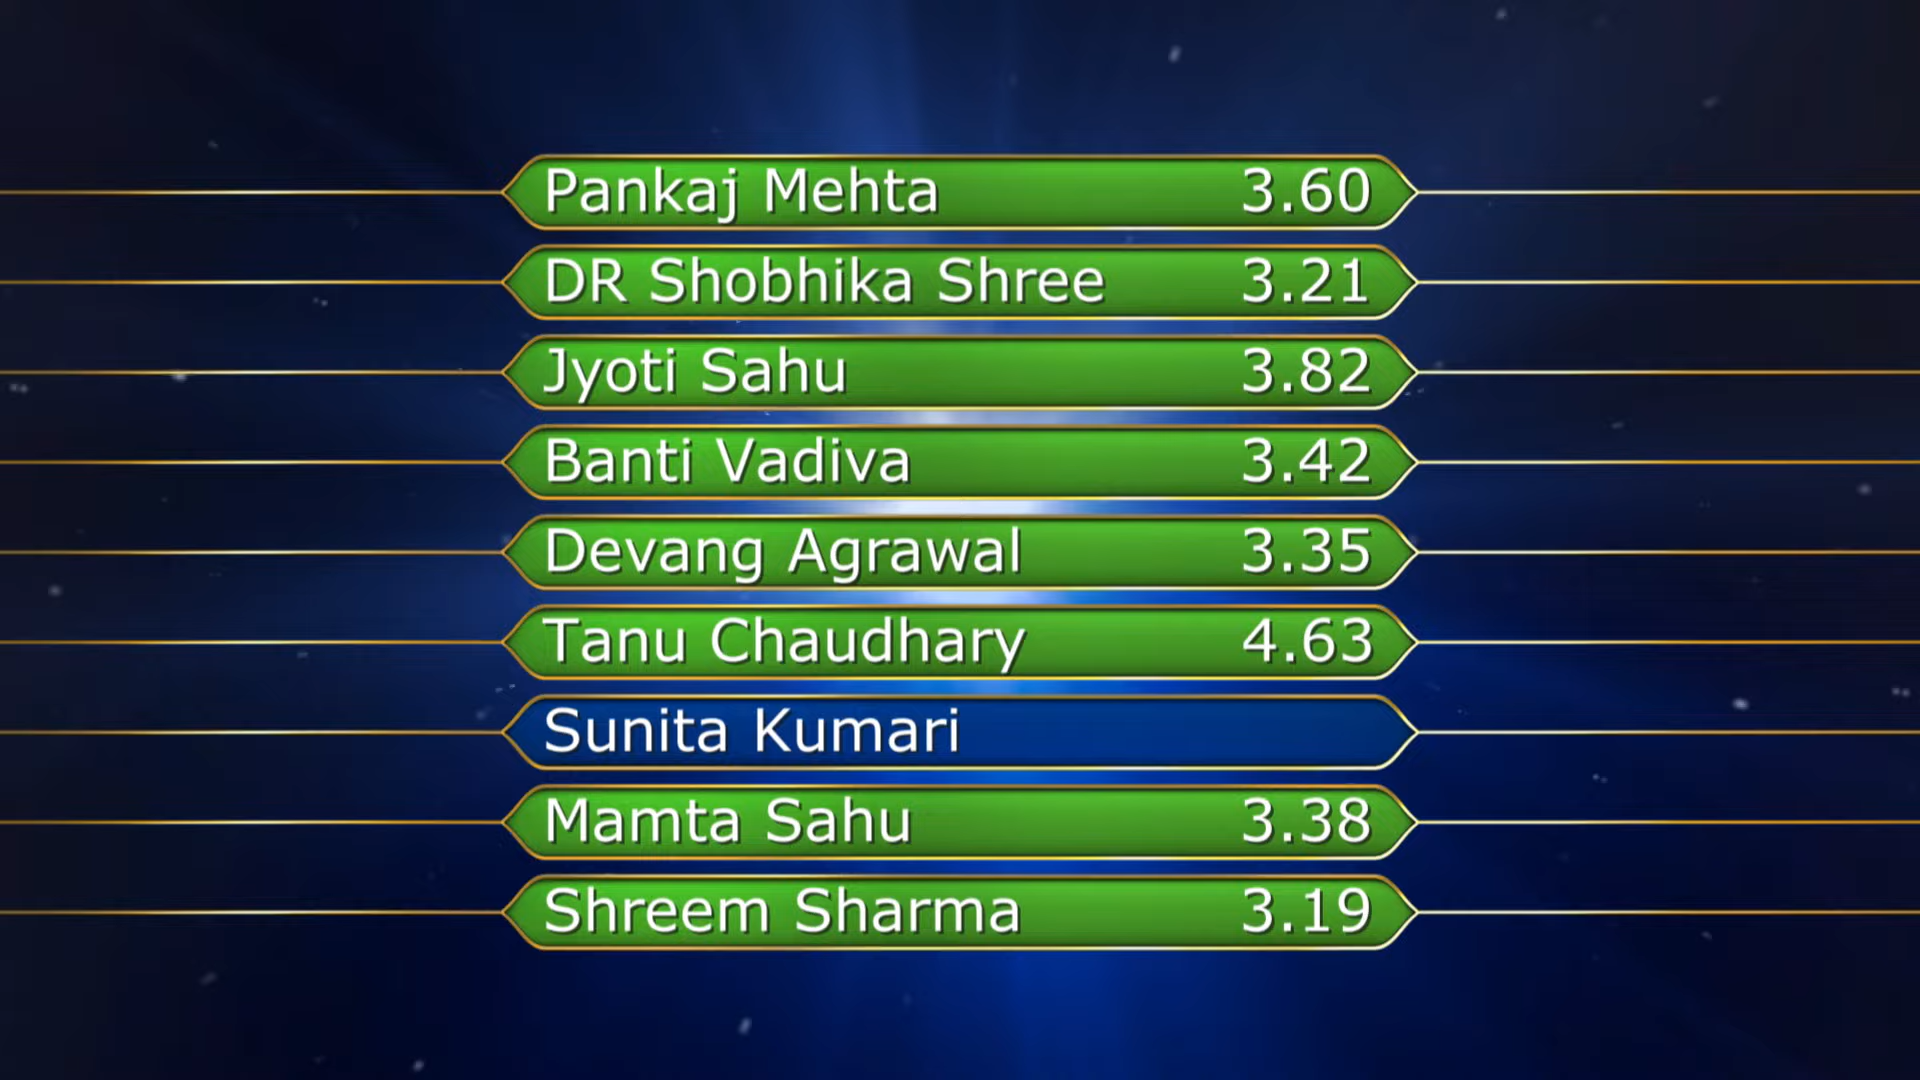 Pankaj Mehta 3.60
DR Shobhika Shree 3.21
Jyoti Sahu 3.82
Banti Vadiva 3.42
Devang Agrawal 3.35
Tanu Chaudhary 4.63
Sunita Kumari
Mamta Sahu 3.38
Shreem Sharma 3.19